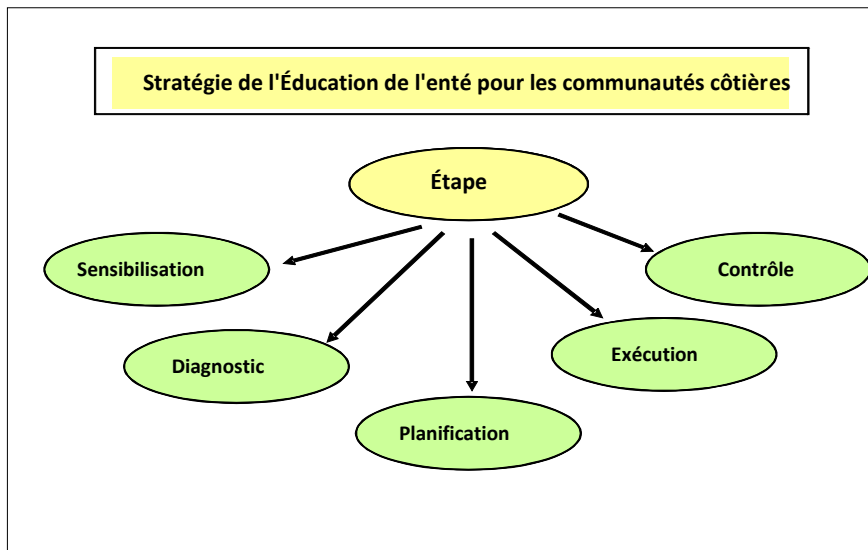 Stratégie de l'Éducation de l'enté pour les communautés côtières
Étape
Sensibilisation
Contrôle
Diagnostic
Exécution
Planification